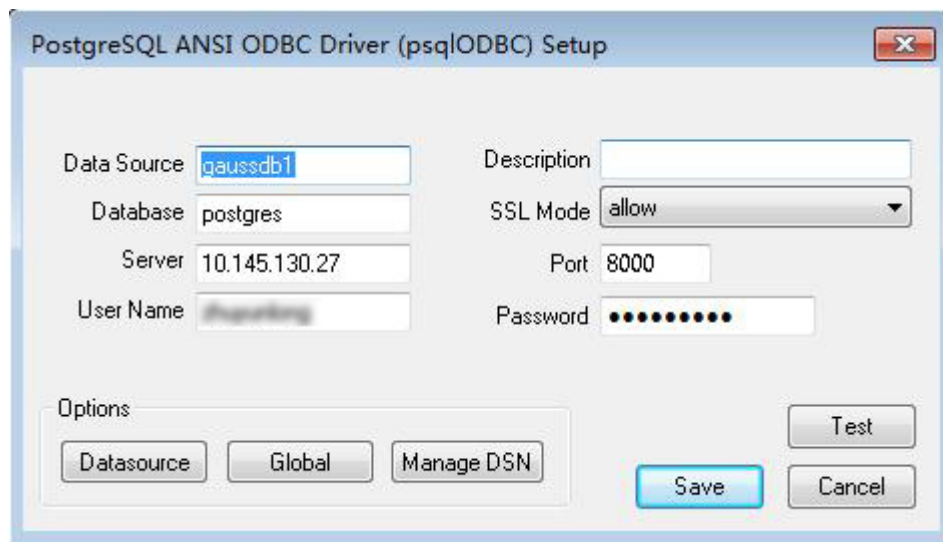 PostgreSQL ANSI ODBC Driver (psqlODBC) Setup
Data Source gaussdb1
Description
Database postgres
SSL Mode allow
Server 10.145.130.27
Port 8000
User Name
Password ●●●●●●●●●
Options
Datasource
Global
Manage DSN
Test
Save
Cancel